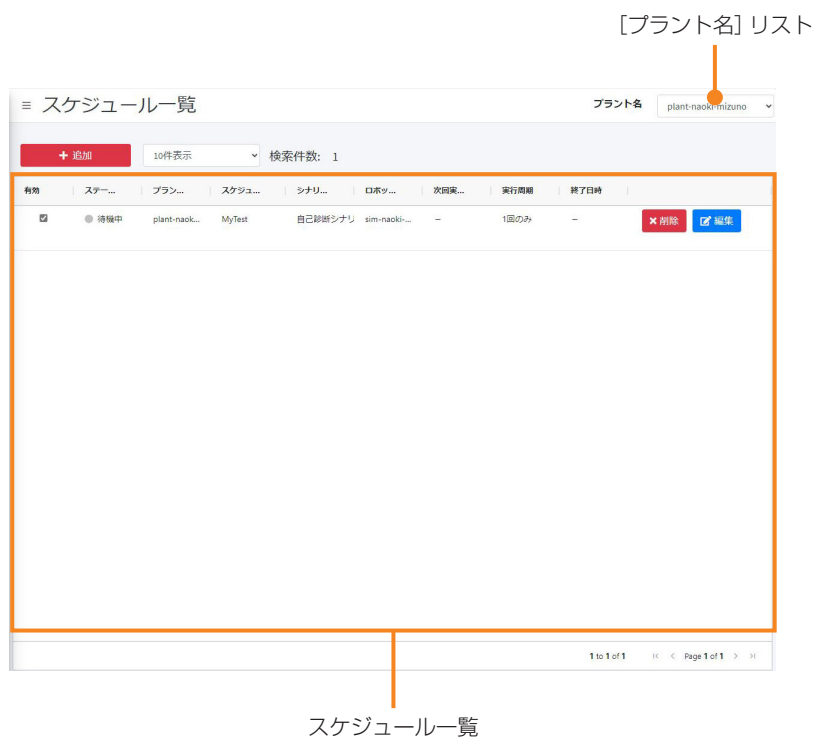 [プラント名] リスト
≡ スケジュール一覧 プラント名 plant-naoki-mizuno
+ 追加 10件表示 検索件数: 1
有効 ステー... プラン... スケジュ... シナリ... ロボッ... 次回実... 実行周期 終了日時
待機中 plant-naok... MyTest 自己診断シナリ sim-naoki-... – 1回のみ – ×削除 編集
1 to 1 of 1 Page 1 of 1
スケジュール一覧